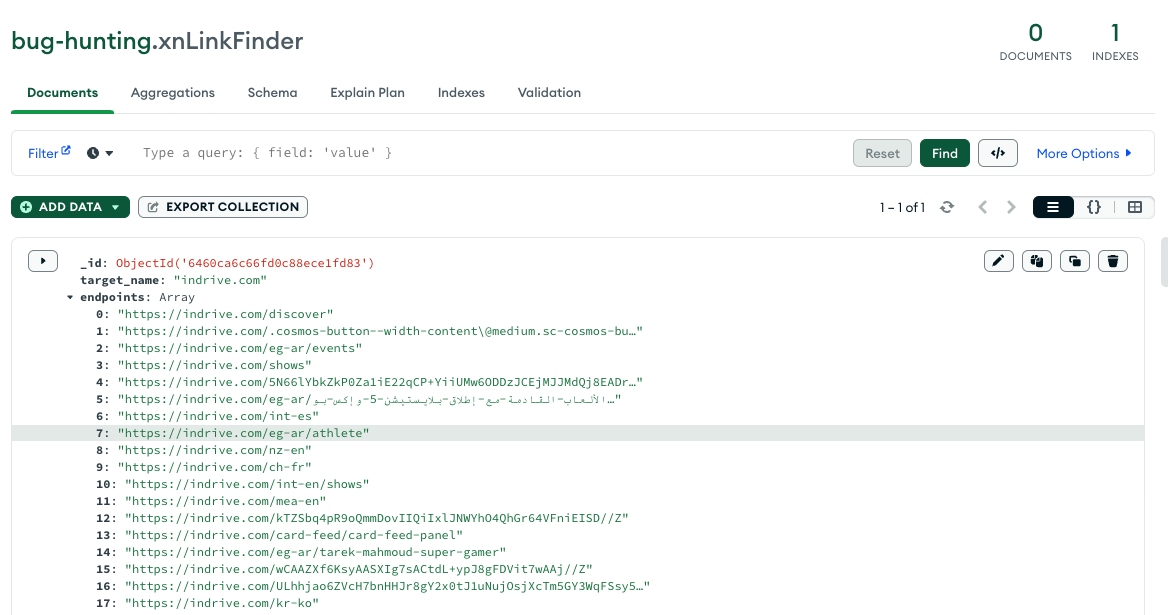 bug-hunting.xnLinkFinder
0 1
DOCUMENTS INDEXES
Documents Aggregations Schema Explain Plan Indexes Validation
Filter Type a query: { field: 'value' } Reset Find </> More Options
ADD DATA EXPORT COLLECTION 1 – 1 of 1 {}
_id: ObjectId('6460ca6c66fd0c88ece1fd83')
target_name: "indrive.com"
endpoints: Array
0: "https://indrive.com/discover"
1: "https://indrive.com/.cosmos-button--width-content\@medium.sc-cosmos-bu…"
2: "https://indrive.com/eg-ar/events"
3: "https://indrive.com/shows"
4: "https://indrive.com/5N66lYbkZkP0Za1iE22qCP+YiiUMw6ODDzJCEjMJJMdQj8EADr…"
5: "https://indrive.com/eg-ar/الألعاب-القادمة-مع-إطلاق-بلايستيشن-5-وإكس-بو…"
6: "https://indrive.com/int-es"
7: "https://indrive.com/eg-ar/athlete"
8: "https://indrive.com/nz-en"
9: "https://indrive.com/ch-fr"
10: "https://indrive.com/int-en/shows"
11: "https://indrive.com/mea-en"
12: "https://indrive.com/kTZSbq4pR9oQmmDovIIQiIxlJNWYhO4QhGr64VFniEISD//Z"
13: "https://indrive.com/card-feed/card-feed-panel"
14: "https://indrive.com/eg-ar/tarek-mahmoud-super-gamer"
15: "https://indrive.com/wCAAZXf6KsyAASXIg7sACtdL+ypJ8gFDVit7wAAj//Z"
16: "https://indrive.com/ULhhjao6ZVcH7bnHHJr8gY2x0tJ1uNujOsjXcTm5GY3WqFSsy5…"
17: "https://indrive.com/kr-ko"